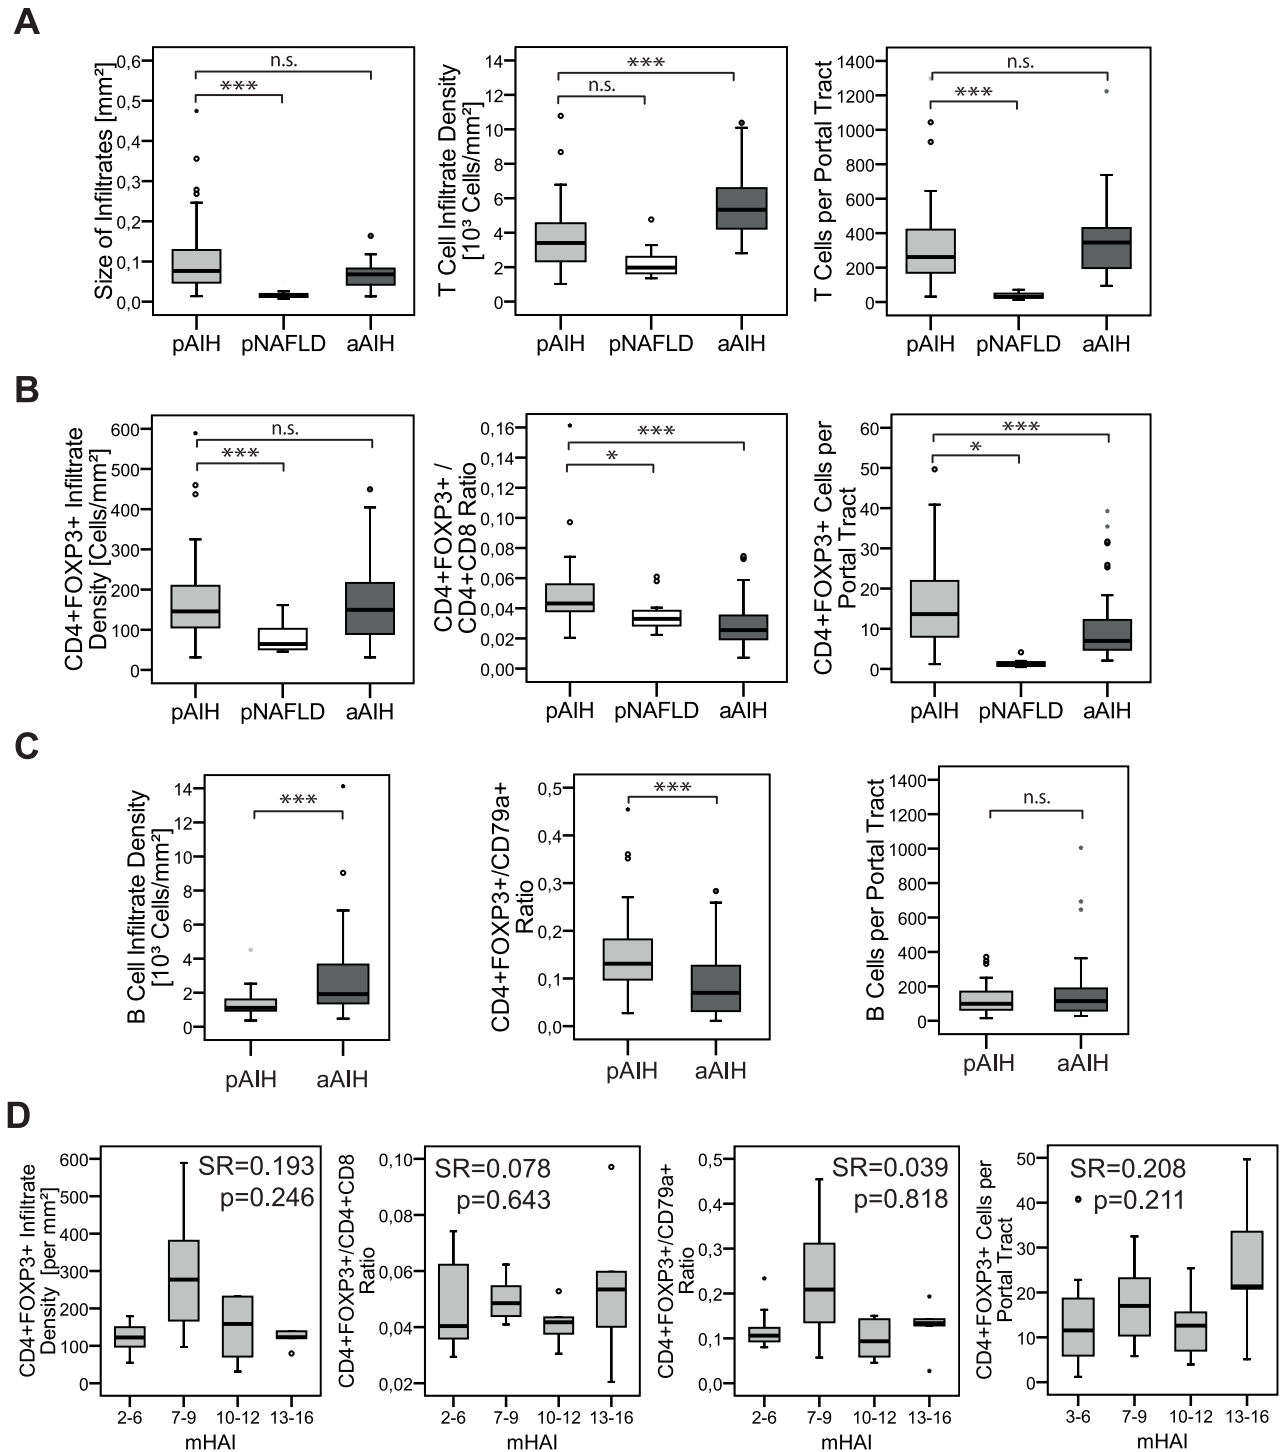 A
Size of Infiltrates [mm²]
0,6
0,5
0,4
0,3
0,2
0,1
0,0
n.s.
***
pAIH pNAFLD aAIH
T Cell Infiltrate Density
[10³ Cells/mm²]
14
12
10
8
6
4
2
0
***
n.s.
pAIH pNAFLD aAIH
T Cells per Portal Tract
1400
1200
1000
800
600
400
200
0
n.s.
***
pAIH pNAFLD aAIH
B
CD4+FOXP3+ Infiltrate
Density [Cells/mm²]
600
500
400
300
200
100
0
n.s.
***
pAIH pNAFLD aAIH
CD4+FOXP3+ /
CD4+CD8 Ratio
0,16
0,14
0,12
0,10
0,08
0,06
0,04
0,02
0,00
***
*
pAIH pNAFLD aAIH
CD4+FOXP3+ Cells per
Portal Tract
60
50
40
30
20
10
0
***
*
pAIH pNAFLD aAIH
C
B Cell Infiltrate Density
[10³ Cells/mm²]
14
12
10
8
6
4
2
0
***
pAIH aAIH
CD4+FOXP3+/CD79a+
Ratio
0,5
0,4
0,3
0,2
0,1
0,0
***
pAIH aAIH
B Cells per Portal Tract
1400
1200
1000
800
600
400
200
0
n.s.
pAIH aAIH
D
CD4+FOXP3+ Infiltrate
Density [per mm²]
600
500
400
300
200
100
0
SR=0.193
p=0.246
2-6 7-9 10-12 13-16
mHAI
CD4+FOXP3+/CD4+CD8
Ratio
0,10
0,08
0,06
0,04
0,02
SR=0.078
p=0.643
2-6 7-9 10-12 13-16
mHAI
CD4+FOXP3+/CD79a+
Ratio
0,5
0,4
0,3
0,2
0,1
0,0
SR=0.039
p=0.818
2-6 7-9 10-12 13-16
mHAI
CD4+FOXP3+ Cells per
Portal Tract
50
40
30
20
10
0
SR=0.208
p=0.211
3-6 7-9 10-12 13-16
mHAI